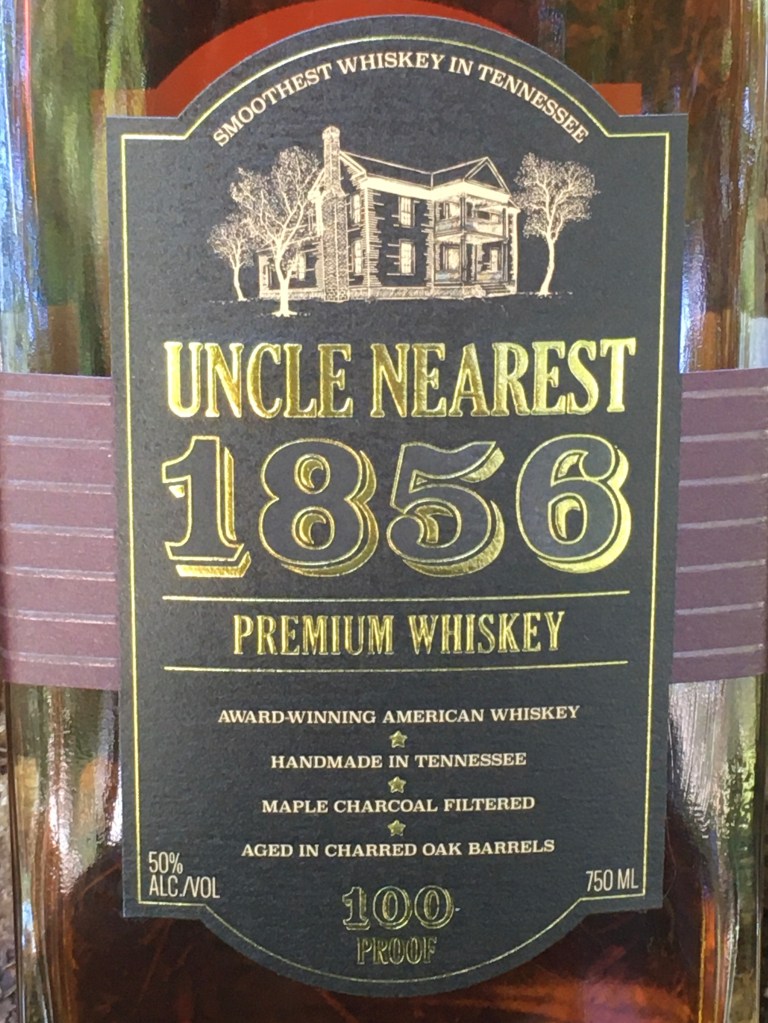 SMOOTHEST WHISKEY IN TENNESSEE
UNCLE NEAREST
1856
PREMIUM WHISKEY
AWARD-WINNING AMERICAN WHISKEY
HANDMADE IN TENNESSEE
MAPLE CHARCOAL FILTERED
AGED IN CHARRED OAK BARRELS
50%
ALC./VOL
750 ML
100
PROOF